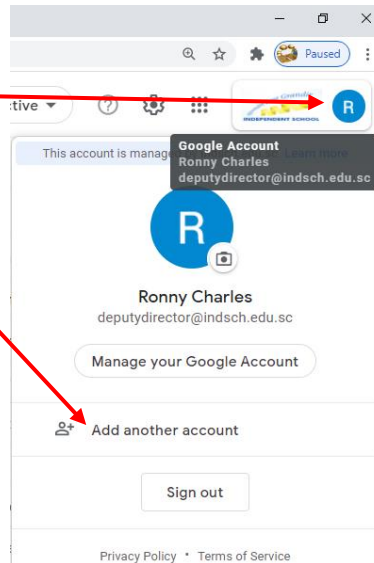 Paused
tive
INDEPENDENT SCHOOL
R
Google Account
Ronny Charles
deputydirector@indsch.edu.sc
This account is manage
Learn more
R
Ronny Charles
deputydirector@indsch.edu.sc
Manage your Google Account
Add another account
Sign out
Privacy Policy • Terms of Service